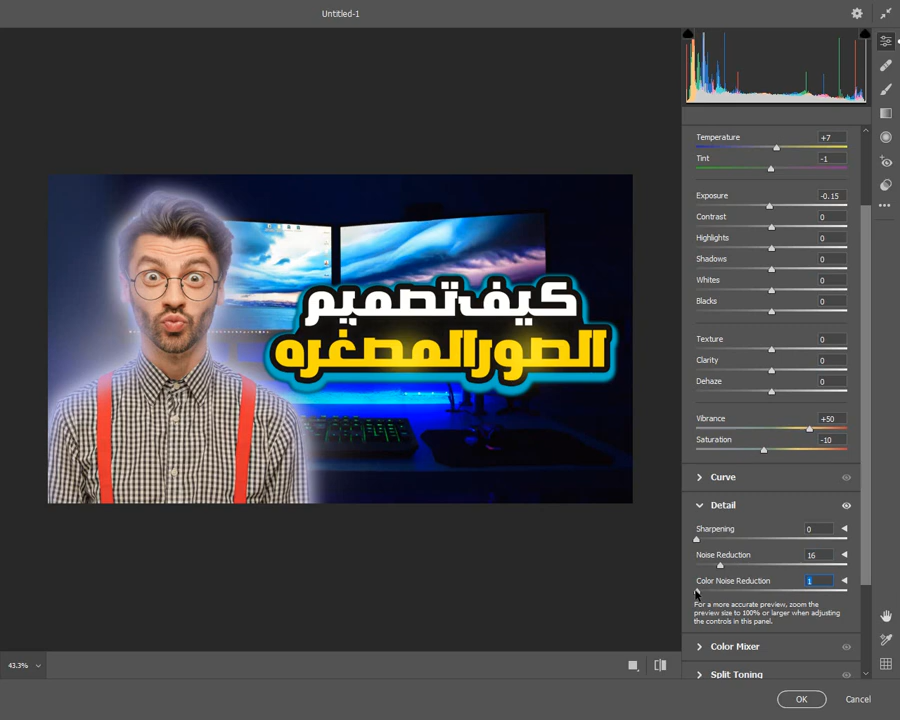 Untitled-1
Temperature +7
Tint -1
Exposure -0.15
Contrast 0
Highlights 0
Shadows 0
Whites 0
Blacks 0
Texture 0
Clarity 0
Dehaze 0
Vibrance +50
Saturation -10
Curve
Detail
Sharpening 0
Noise Reduction 16
Color Noise Reduction 1
For a more accurate preview, zoom the
preview size to 100% or larger when adjusting
the controls in this panel.
Color Mixer
Split Toning
كيف تصميم
الصور المصغره
43.3%
OK Cancel